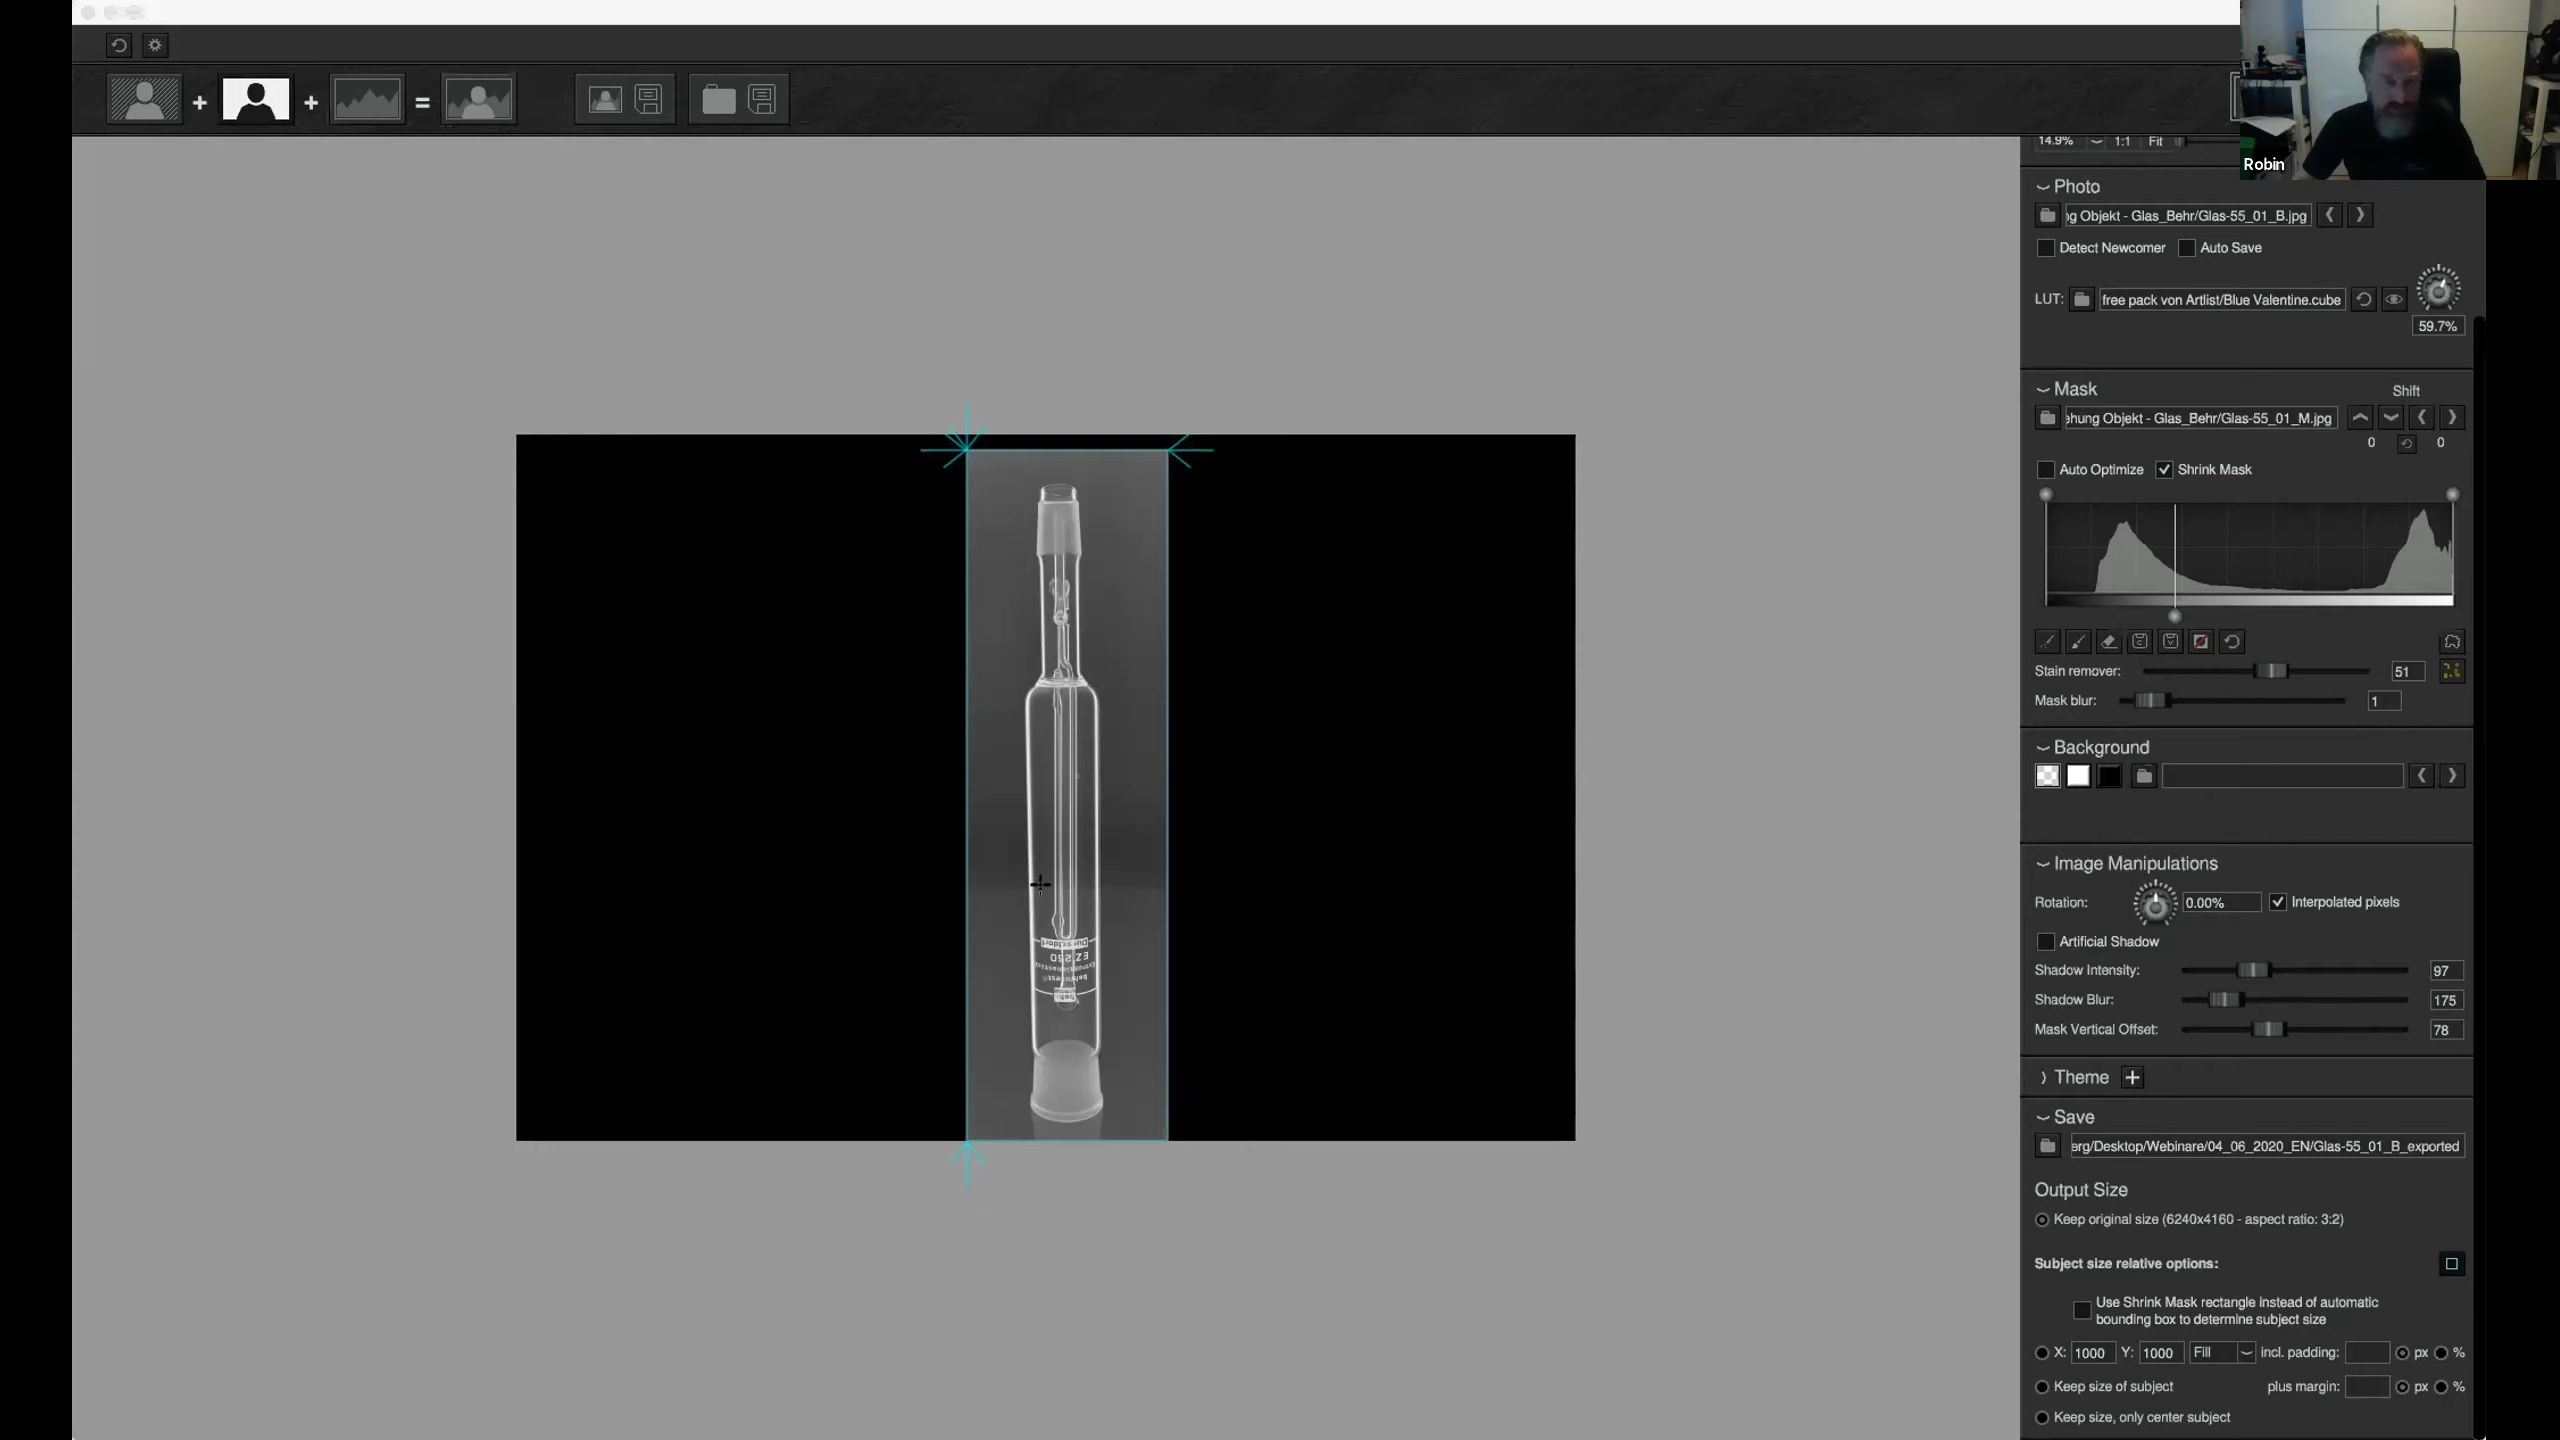 Robin
14.9% 1:1 Fit
Photo
ng Objekt - Glas_Behr/Glas-55_01_B.jpg
Detect Newcomer Auto Save
LUT: free pack von Artlist/Blue Valentine.cube
59.7%
Mask Shift
ehung Objekt - Glas_Behr/Glas-55_01_M.jpg
0 0
Auto Optimize Shrink Mask
Stain remover: 51
Mask blur: 1
Background
Image Manipulations
Rotation: 0.00% Interpolated pixels
Artificial Shadow
Shadow Intensity: 97
Shadow Blur: 175
Mask Vertical Offset: 78
Theme +
Save
erg/Desktop/Webinare/04_06_2020_EN/Glas-55_01_B_exported
Output Size
Keep original size (6240x4160 - aspect ratio: 3:2)
Subject size relative options:
Use Shrink Mask rectangle instead of automatic
bounding box to determine subject size
X: 1000 Y: 1000 Fill incl. padding: px %
Keep size of subject plus margin: px %
Keep size, only center subject
Düsseldorf
EZ 250